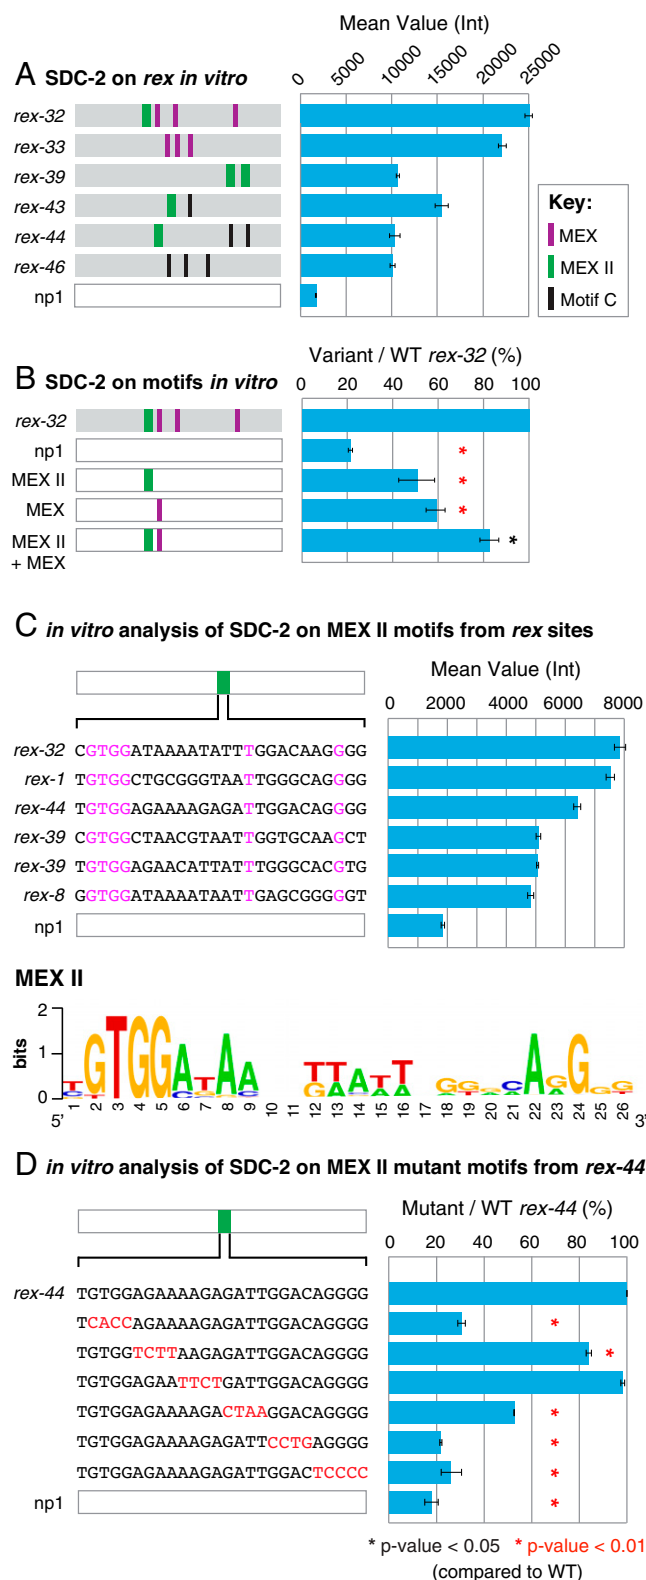 Mean Value (Int)
A SDC-2 on rex in vitro
0 5000 10000 15000 20000 25000
rex-32
rex-33
rex-39
rex-43
rex-44
rex-46
np1
Key:
MEX
MEX II
Motif C
Variant / WT rex-32 (%)
B SDC-2 on motifs in vitro
0 20 40 60 80 100
rex-32
np1 *
MEX II *
MEX *
MEX II
+ MEX *
C in vitro analysis of SDC-2 on MEX II motifs from rex sites
Mean Value (Int)
0 2000 4000 6000 8000
rex-32 CGTGGATAAAATATTTGGACAAGGGG
rex-1 TGTGGCTGCGGGTAATTGGGCAGGGG
rex-44 TGTGGAGAAAAGAGATTGGACAGGGG
rex-39 CGTGGCTAACGTAATTGGTGCAAGCT
rex-39 TGTGGAGAACATTATTTGGGCACGTG
rex-8 GGTGGATAAAATAATTGAGCGGGGGT
np1
MEX II
bits
2
1
0
5' 1 2 3 4 5 6 7 8 9 10 11 12 13 14 15 16 17 18 19 20 21 22 23 24 25 26 3'
D in vitro analysis of SDC-2 on MEX II mutant motifs from rex-44
Mutant / WT rex-44 (%)
0 20 40 60 80 100
rex-44 TGTGGAGAAAAGAGATTGGACAGGGG
TCACCAGAAAAGAGATTGGACAGGGG *
TGTGGTCTTAAGAGATTGGACAGGGG *
TGTGGAGAATTCTGATTGGACAGGGG
TGTGGAGAAAAGACTAAGGACAGGGG *
TGTGGAGAAAAGAGATTCCTGAGGGG *
TGTGGAGAAAAGAGATTGGACTCCCC *
np1 *
* p-value < 0.05 * p-value < 0.01
(compared to WT)